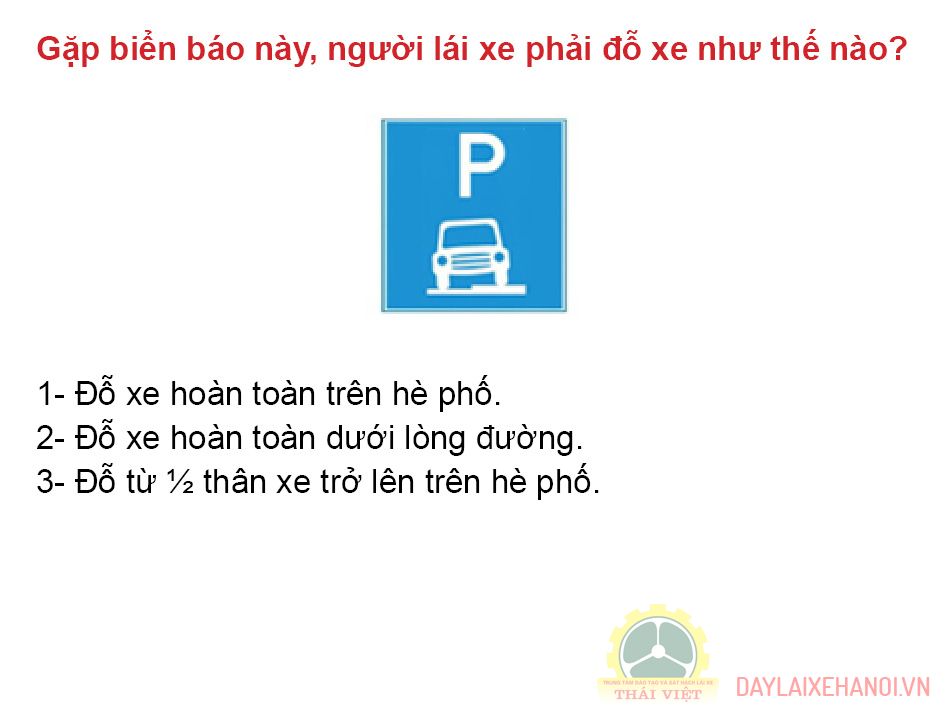 Gặp biển báo này, người lái xe phải đỗ xe như thế nào?
P
1- Đỗ xe hoàn toàn trên hè phố.
2- Đỗ xe hoàn toàn dưới lòng đường.
3- Đỗ từ ½ thân xe trở lên trên hè phố.
TRUNG TÂM ĐÀO TẠO VÀ SÁT HẠCH LÁI XE
THÁI VIỆT
DAYLAIXEHANOI.VN